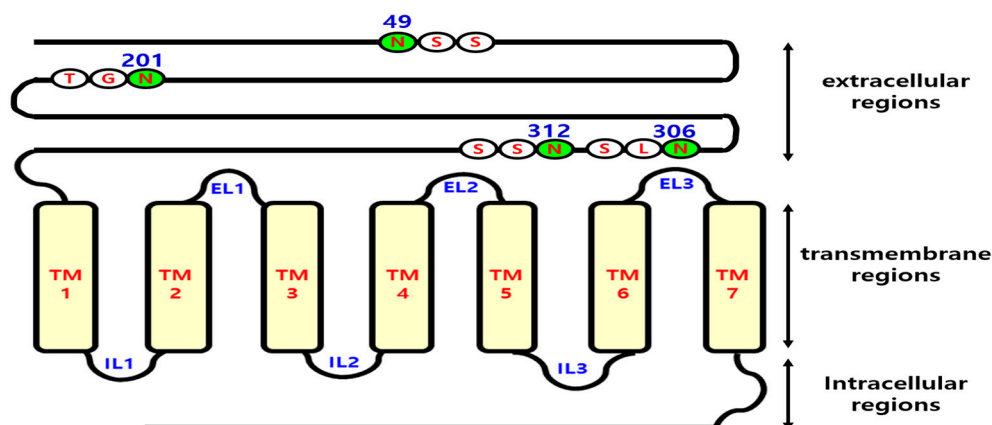 49
N S S
201
T G N
extracellular
regions
312 306
S S N S L N
EL1 EL2 EL3
TM TM TM TM TM TM TM
1 2 3 4 5 6 7
transmembrane
regions
IL1 IL2 IL3
Intracellular
regions